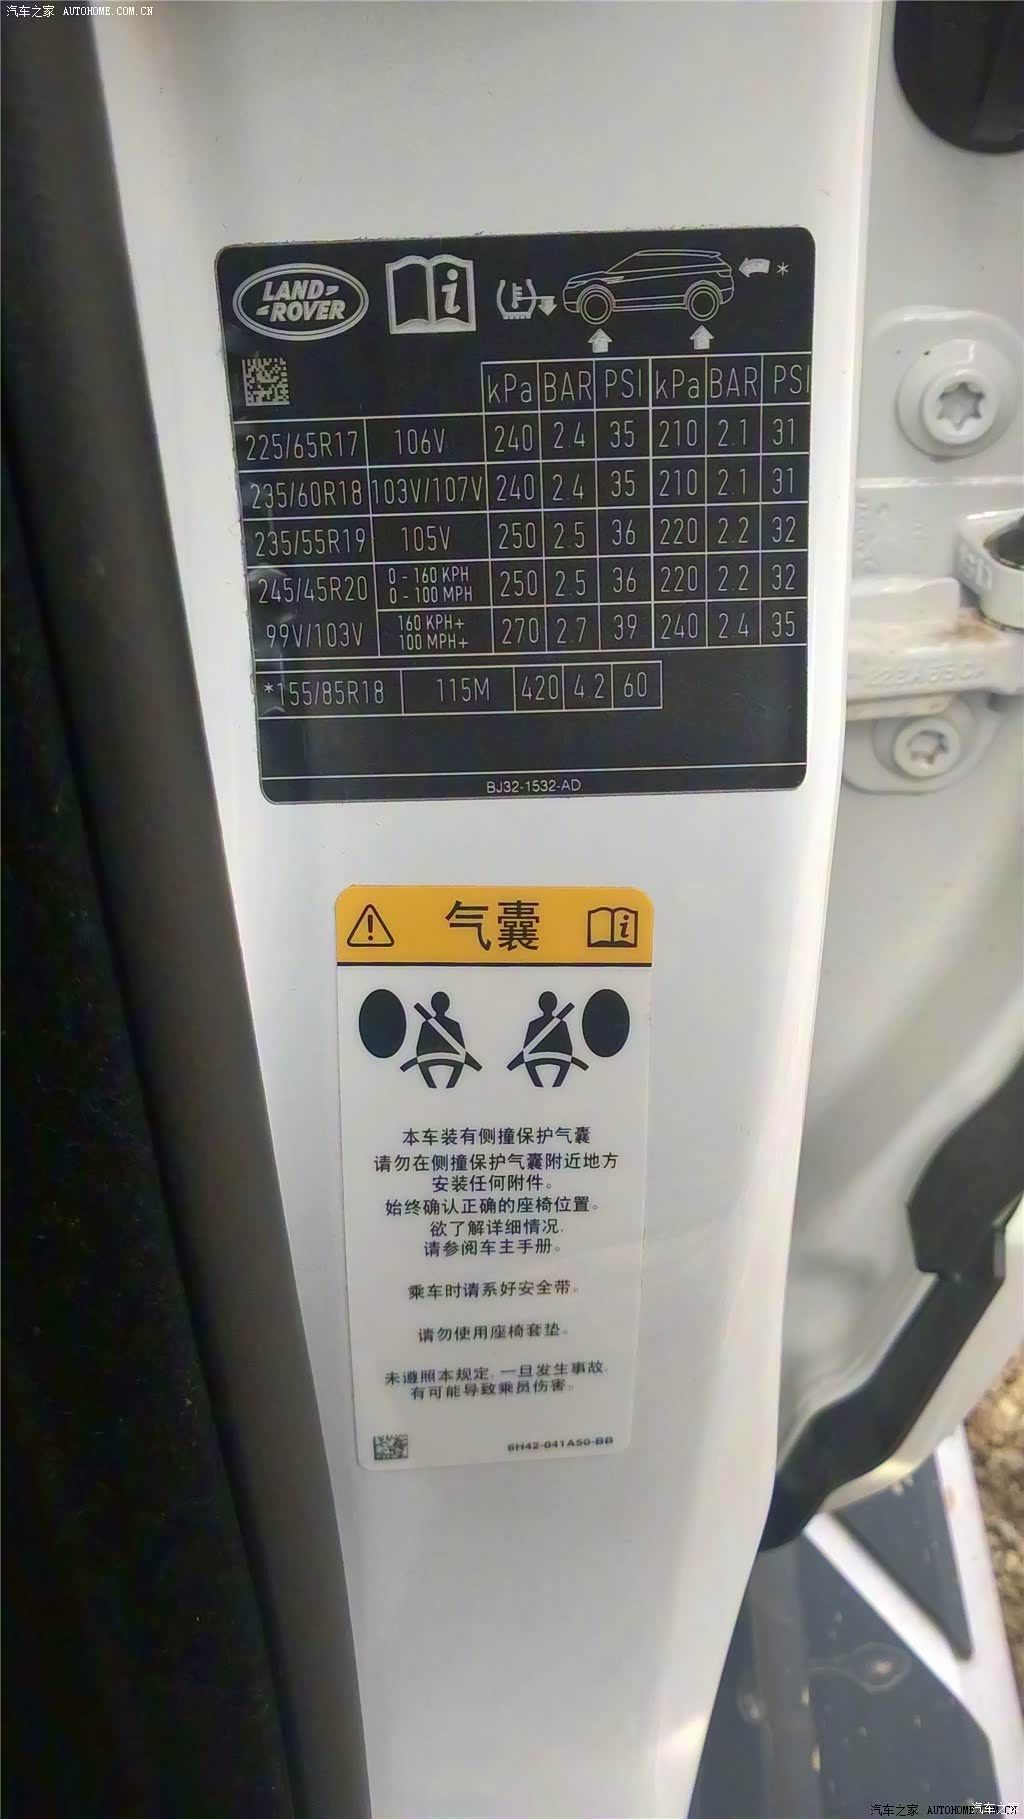 汽车之家 AUTOHOME.COM.CN
LAND ROVER
kPa BAR PSI kPa BAR PSI
225/65R17 106V 240 2.4 35 210 2.1 31
235/60R18 103V/107V 240 2.4 35 210 2.1 31
235/55R19 105V 250 2.5 36 220 2.2 32
245/45R20 0 - 160 KPH 0 - 100 MPH 250 2.5 36 220 2.2 32
99V/103V 160 KPH+ 100 MPH+ 270 2.7 39 240 2.4 35
*155/85R18 115M 420 4.2 60
BJ32-1532-AD
气囊
本车装有侧撞保护气囊
请勿在侧撞保护气囊附近地方
安装任何附件。
始终确认正确的座椅位置。
欲了解详细情况,
请参阅车主手册。
乘车时请系好安全带。
请勿使用座椅套垫。
未遵照本规定,一旦发生事故,
有可能导致乘员伤害。
6H42-041A50-BB
汽车之家 AUTOHOME.COM.CN
汽车之家